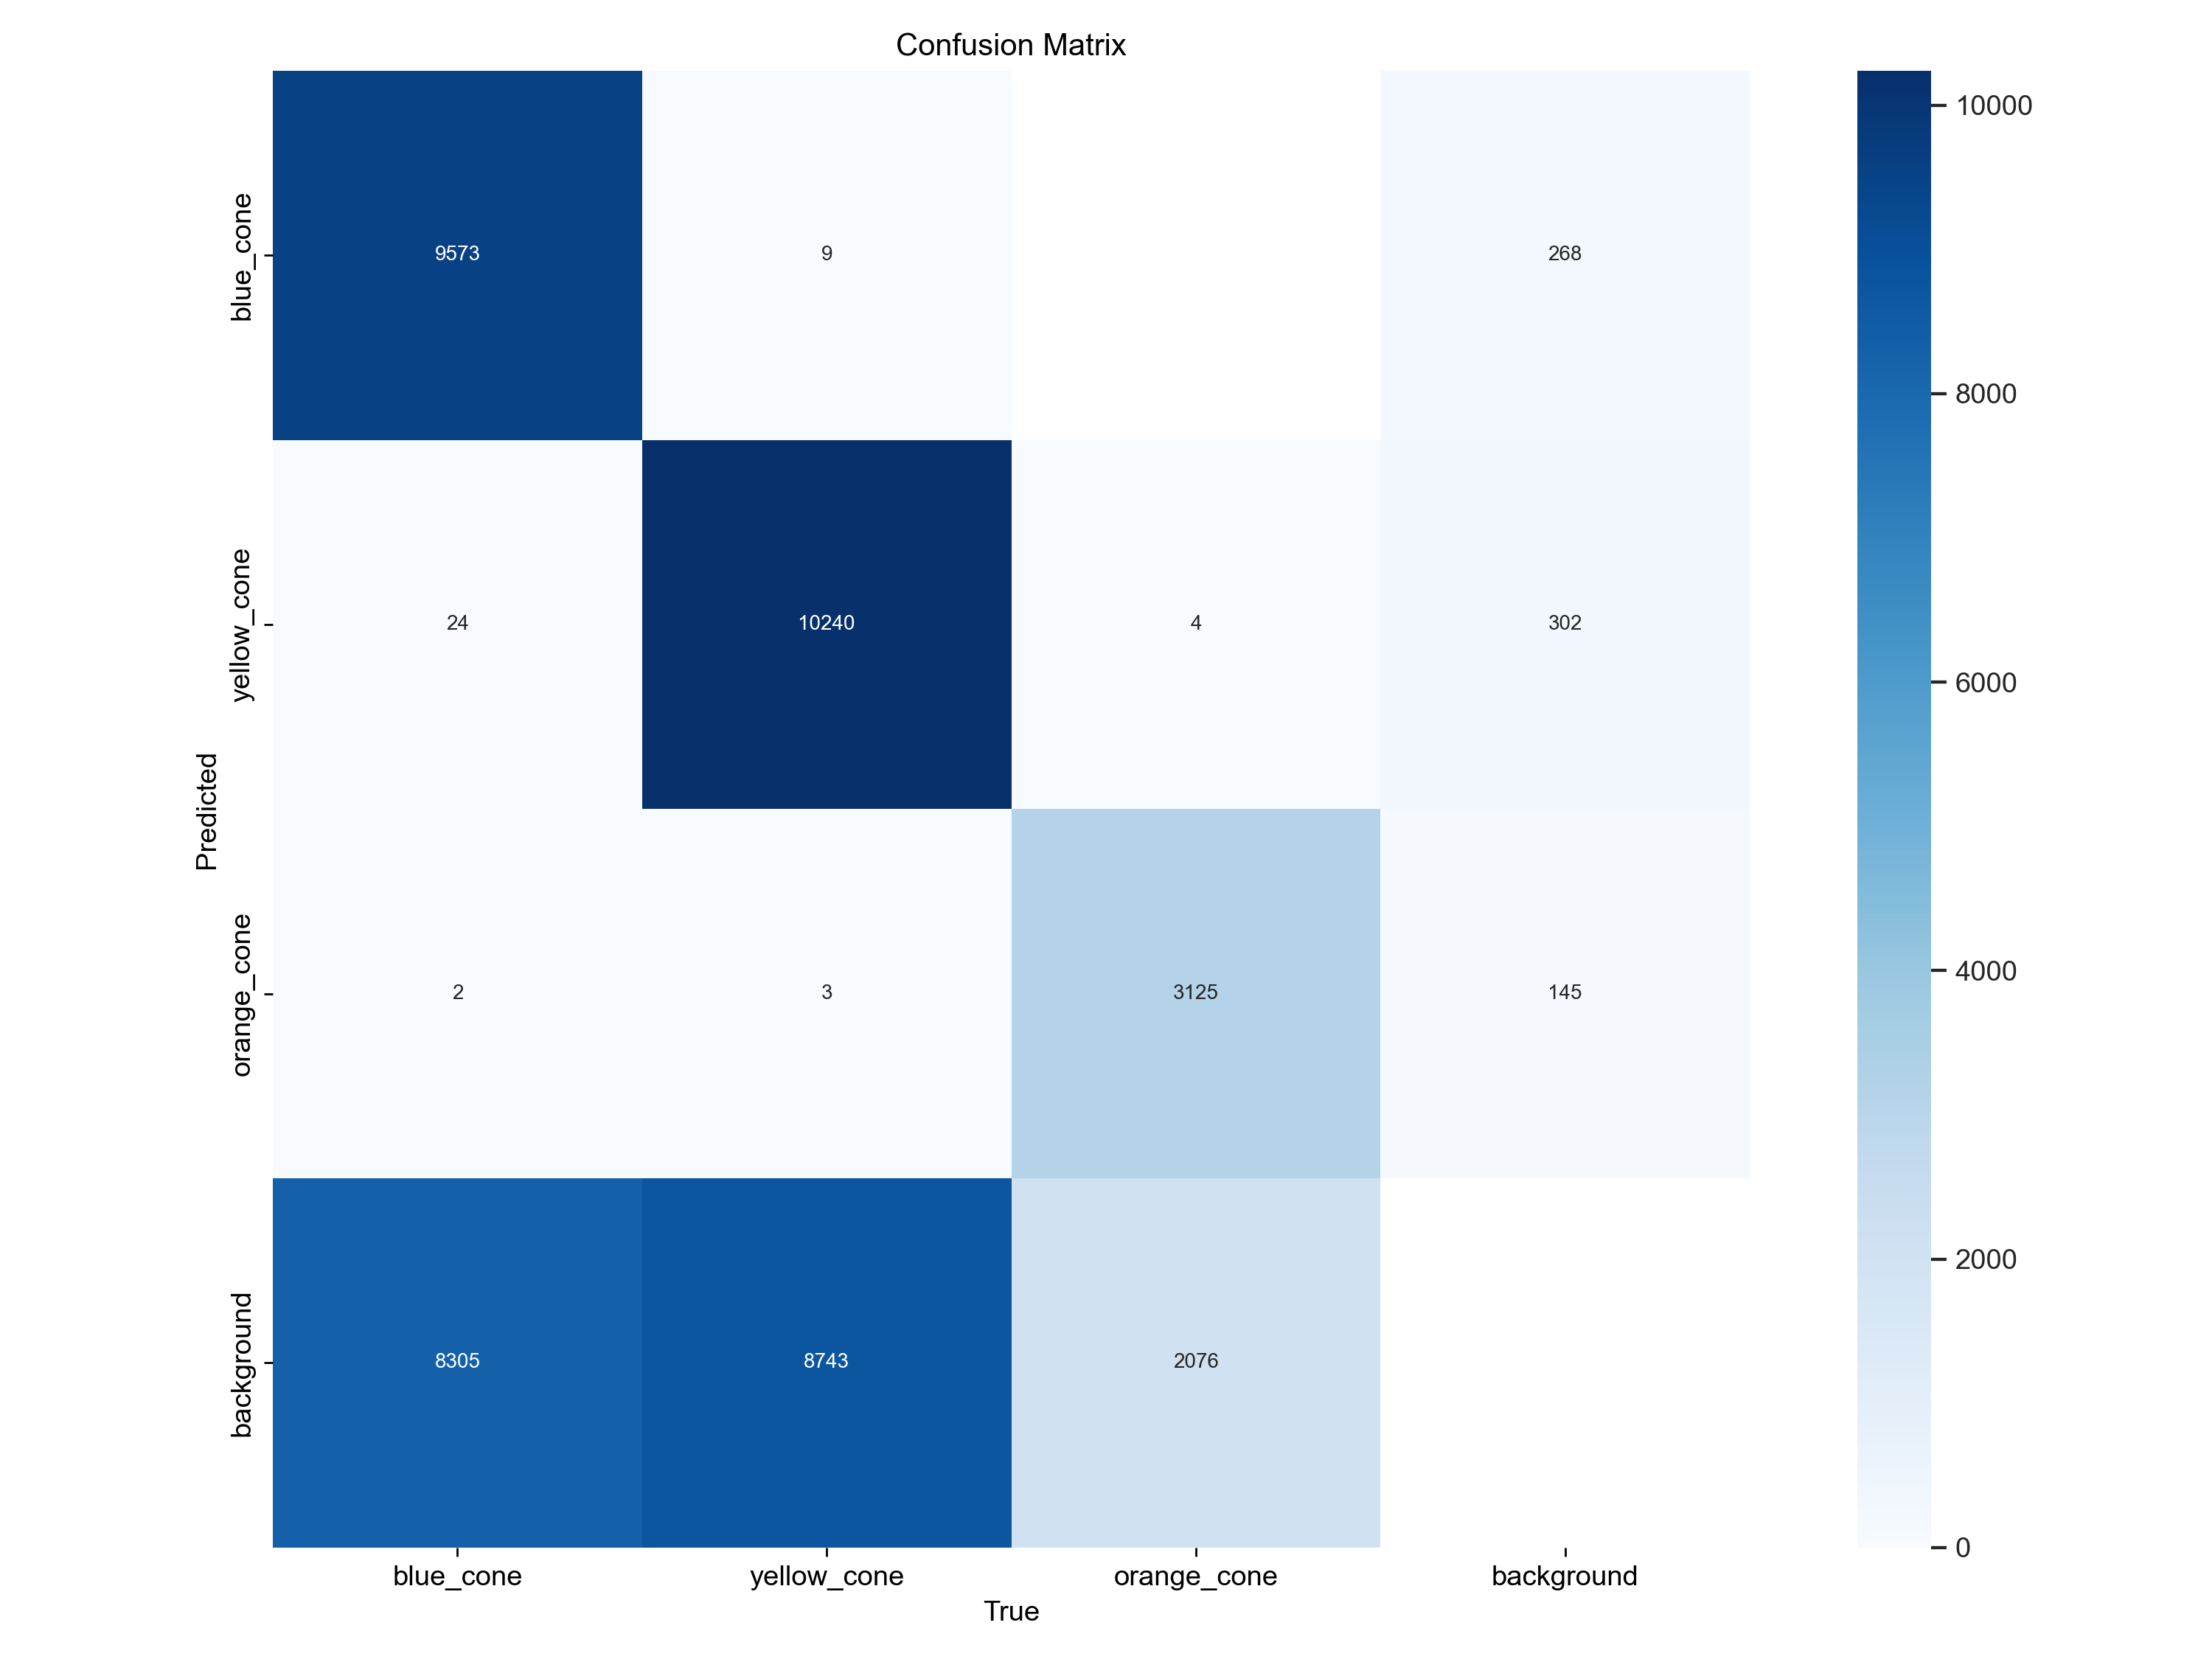 Confusion Matrix
blue_cone
9573
9
268
yellow_cone
24
10240
4
302
orange_cone
2
3
3125
145
background
8305
8743
2076
Predicted
blue_cone
yellow_cone
orange_cone
background
True
10000
8000
6000
4000
2000
0